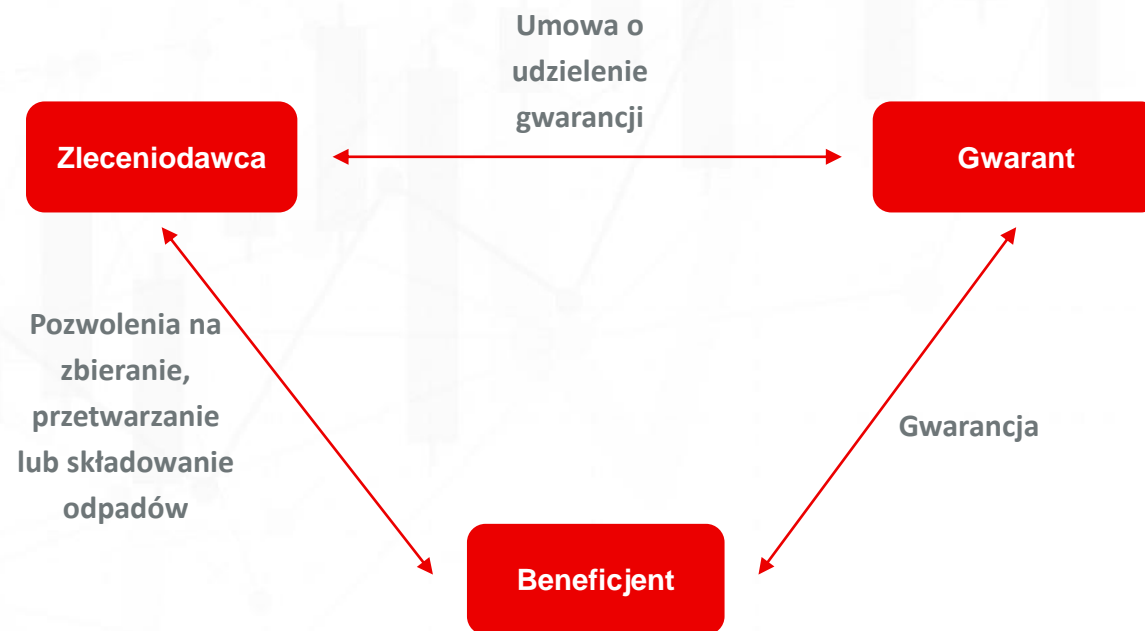 Umowa o
udzielenie
gwarancji
Zleceniodawca
Gwarant
Pozwolenia na
zbieranie,
przetwarzanie
lub składowanie
odpadów
Gwarancja
Beneficjent